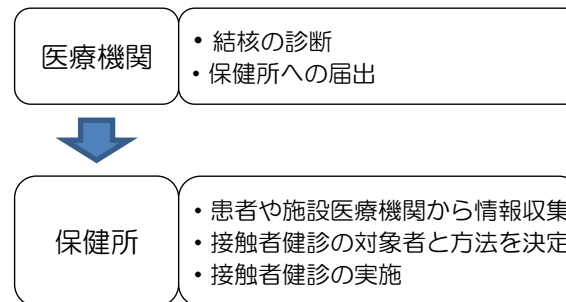 医療機関
・結核の診断
・保健所への届出
保健所
・患者や施設医療機関から情報収集
・接触者健診の対象者と方法を決定
・接触者健診の実施